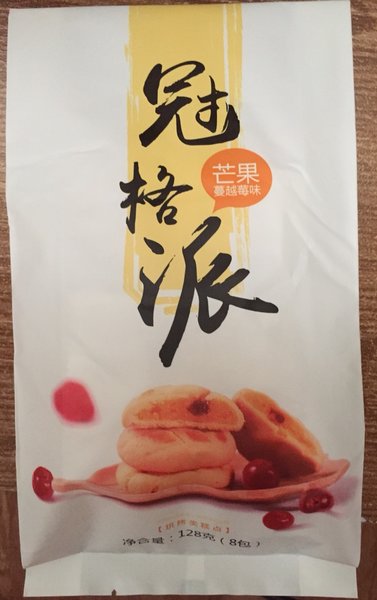 冠格派
芒果
蔓越莓味
【烘烤类糕点】
净含量：128克（8包）